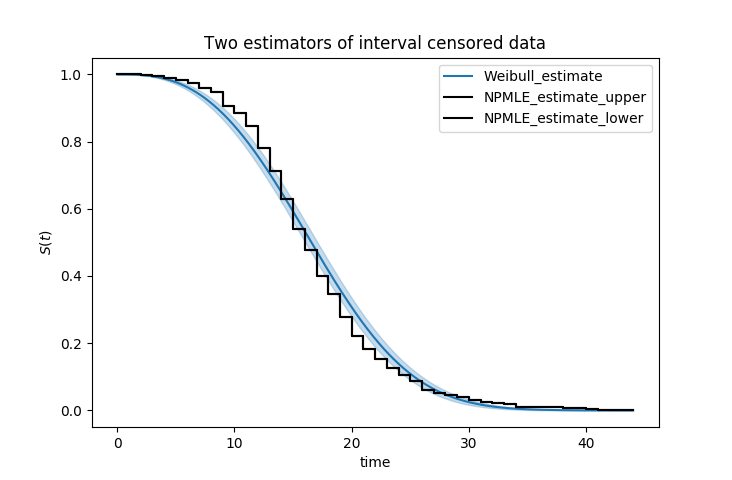 Two estimators of interval censored data
Weibull_estimate
NPMLE_estimate_upper
NPMLE_estimate_lower
S(t)
1.0
0.8
0.6
0.4
0.2
0.0
0 10 20 30 40
time